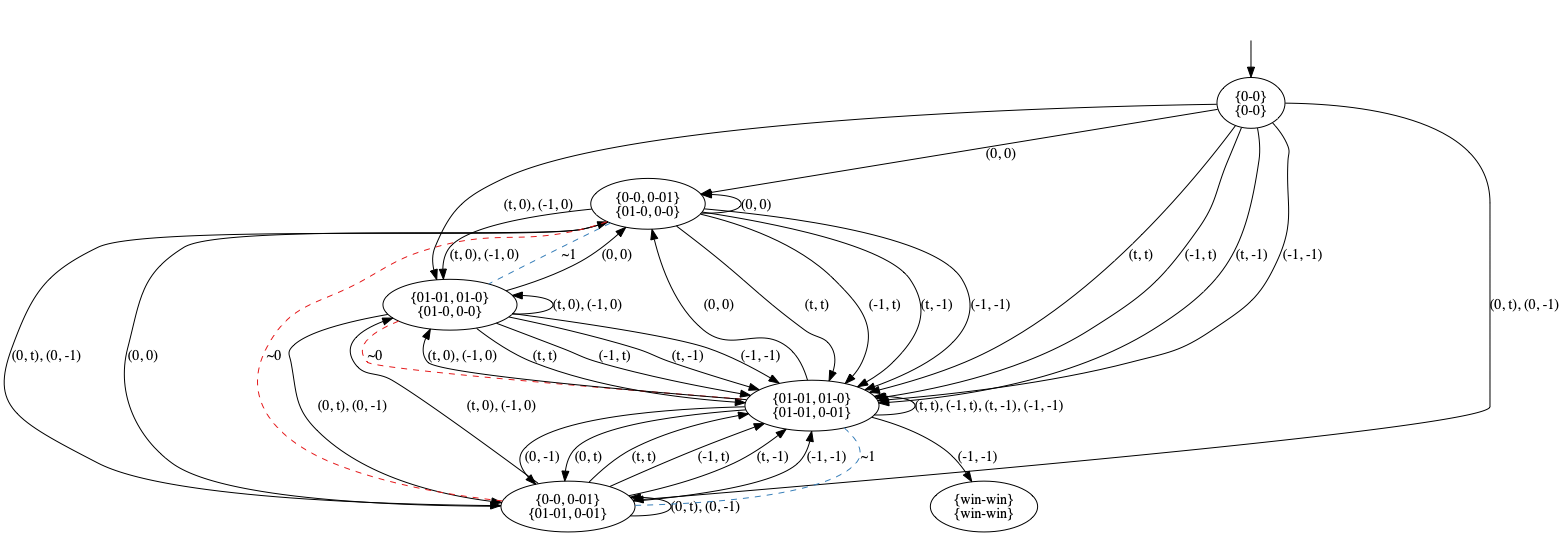 {0-0}
{0-0}
(0, 0)
{0-0, 0-01}
{01-0, 0-0}
(t, 0), (-1, 0)
(0, 0)
(t, 0), (-1, 0)
~1
(0, 0)
(t, t)
(-1, t)
(t, -1)
(-1, -1)
{01-01, 01-0}
{01-0, 0-0}
(t, 0), (-1, 0)
(0, 0)
(t, t)
(-1, t)
(t, -1)
(-1, -1)
(0, t), (0, -1)
(0, t), (0, -1)
(0, 0)
~0
~0
(t, 0), (-1, 0)
(t, t)
(-1, t)
(t, -1)
(-1, -1)
(0, t), (0, -1)
(t, 0), (-1, 0)
{01-01, 01-0}
{01-01, 0-01}
(t, t), (-1, t), (t, -1), (-1, -1)
(0, -1)
(0, t)
(t, t)
(-1, t)
(t, -1)
(-1, -1)
~1
(-1, -1)
{0-0, 0-01}
{01-01, 0-01}
(0, t), (0, -1)
{win-win}
{win-win}